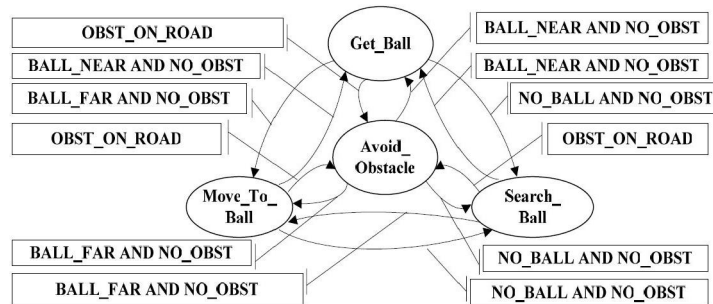 OBST_ON_ROAD
BALL_NEAR AND NO_OBST
BALL_FAR AND NO_OBST
OBST_ON_ROAD
Get_Ball
BALL_NEAR AND NO_OBST
BALL_NEAR AND NO_OBST
NO_BALL AND NO_OBST
OBST_ON_ROAD
Avoid_
Obstacle
Move_To_
Ball
Search_
Ball
BALL_FAR AND NO_OBST
BALL_FAR AND NO_OBST
NO_BALL AND NO_OBST
NO_BALL AND NO_OBST